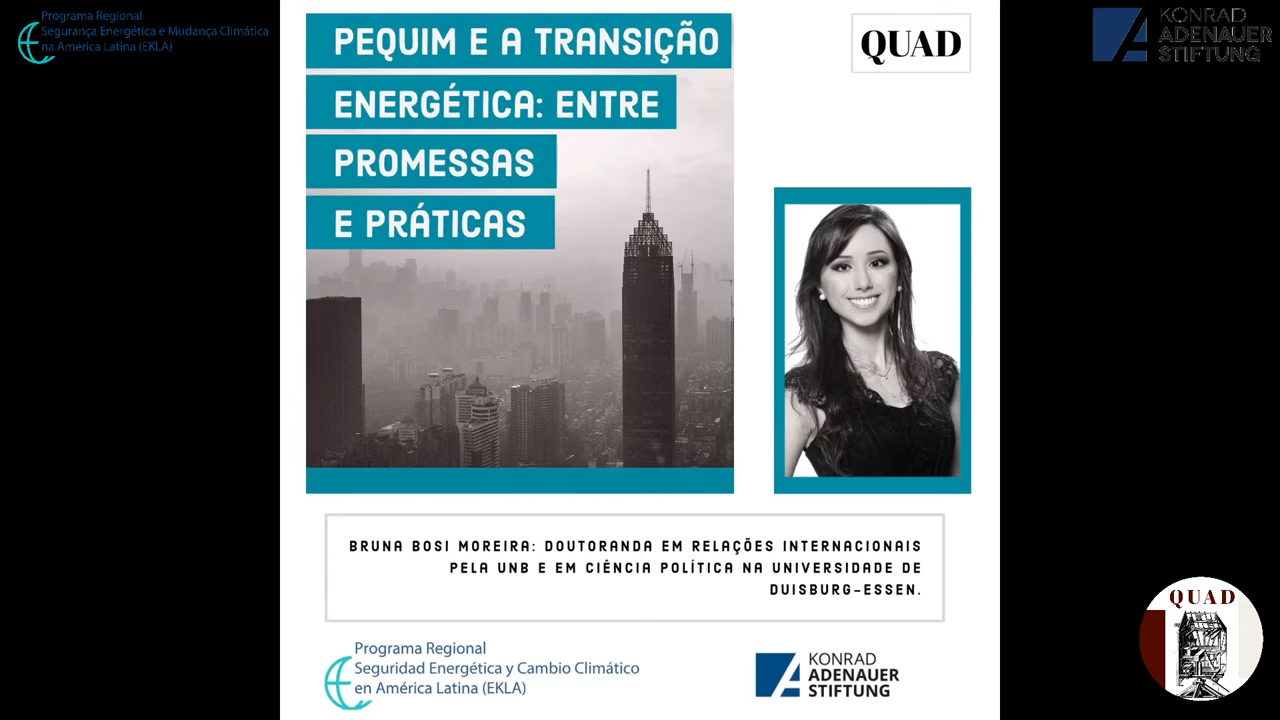 Programa Regional
Segurança Energética e Mudança Climática
na América Latina (EKLA)
KONRAD
ADENAUER
STIFTUNG
PEQUIM E A TRANSIÇÃO
ENERGÉTICA: ENTRE
PROMESSAS
E PRÁTICAS
QUAD
BRUNA BOSI MOREIRA: DOUTORANDA EM RELAÇÕES INTERNACIONAIS
PELA UNB E EM CIÊNCIA POLÍTICA NA UNIVERSIDADE DE
DUISBURG-ESSEN.
Programa Regional
Seguridad Energética y Cambio Climático
en América Latina (EKLA)
KONRAD
ADENAUER
STIFTUNG
QUAD